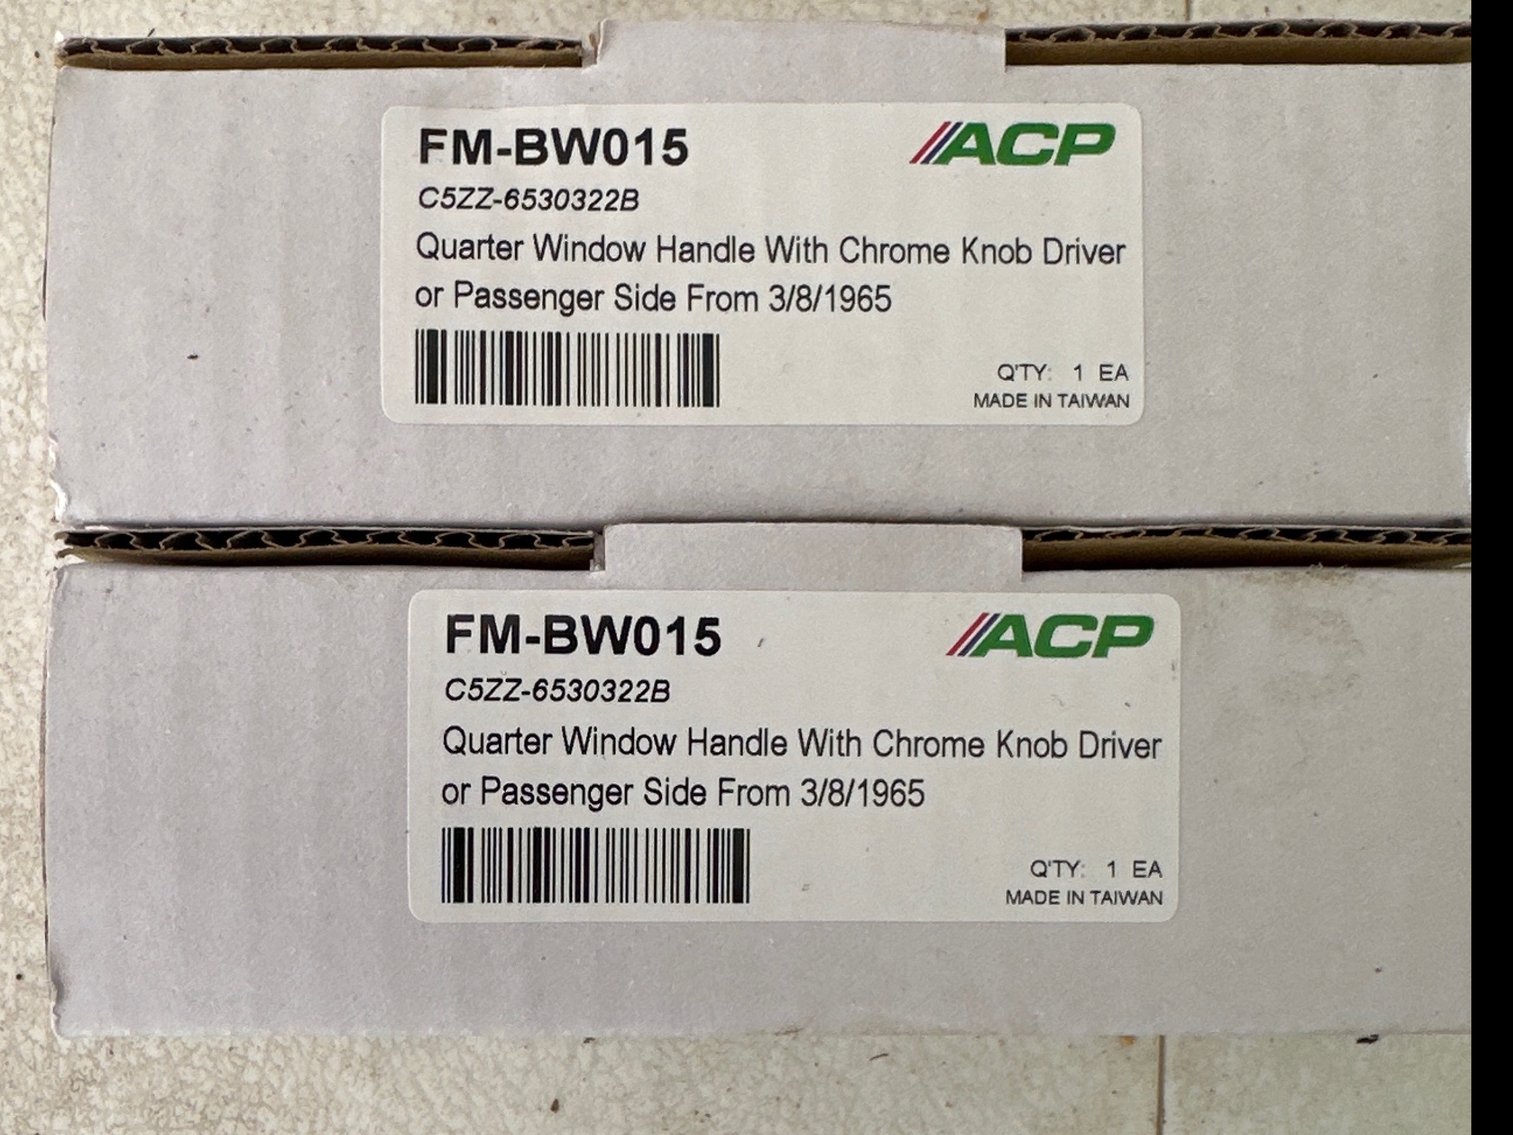 FM-BW015
ACP
C5ZZ-6530322B
Quarter Window Handle With Chrome Knob Driver
or Passenger Side From 3/8/1965
Q'TY: 1 EA
MADE IN TAIWAN
FM-BW015
ACP
C5ZZ-6530322B
Quarter Window Handle With Chrome Knob Driver
or Passenger Side From 3/8/1965
Q'TY: 1 EA
MADE IN TAIWAN